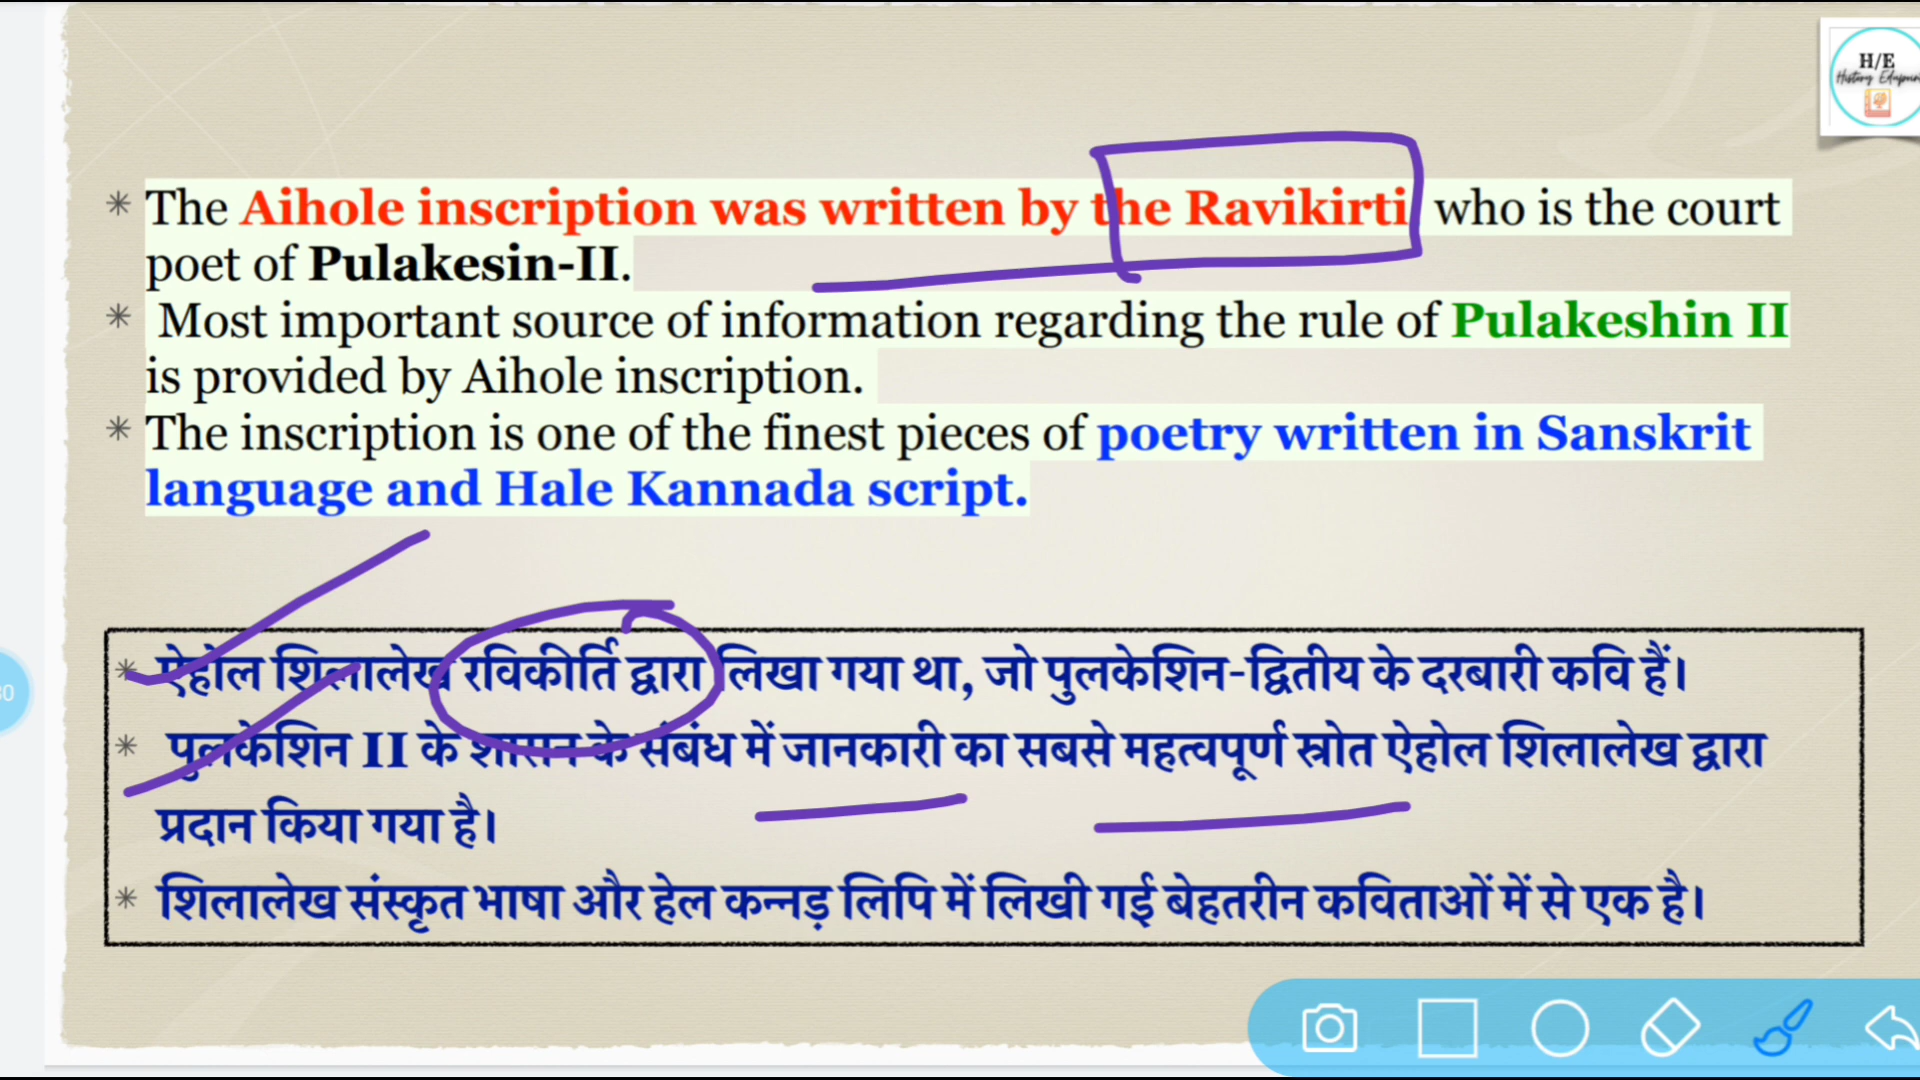 H/E
The Aihole inscription was written by the Ravikirti who is the court
poet of Pulakesin-II.
Most important source of information regarding the rule of Pulakeshin II
is provided by Aihole inscription.
The inscription is one of the finest pieces of poetry written in Sanskrit
language and Hale Kannada script.
ऐहोल शिलालेख रविकीर्ति द्वारा लिखा गया था, जो पुलकेशिन-द्वितीय के दरबारी कवि हैं।
पुलकेशिन II के शासन के संबंध में जानकारी का सबसे महत्वपूर्ण स्रोत ऐहोल शिलालेख द्वारा
प्रदान किया गया है।
शिलालेख संस्कृत भाषा और हेल कन्नड़ लिपि में लिखी गई बेहतरीन कविताओं में से एक है।